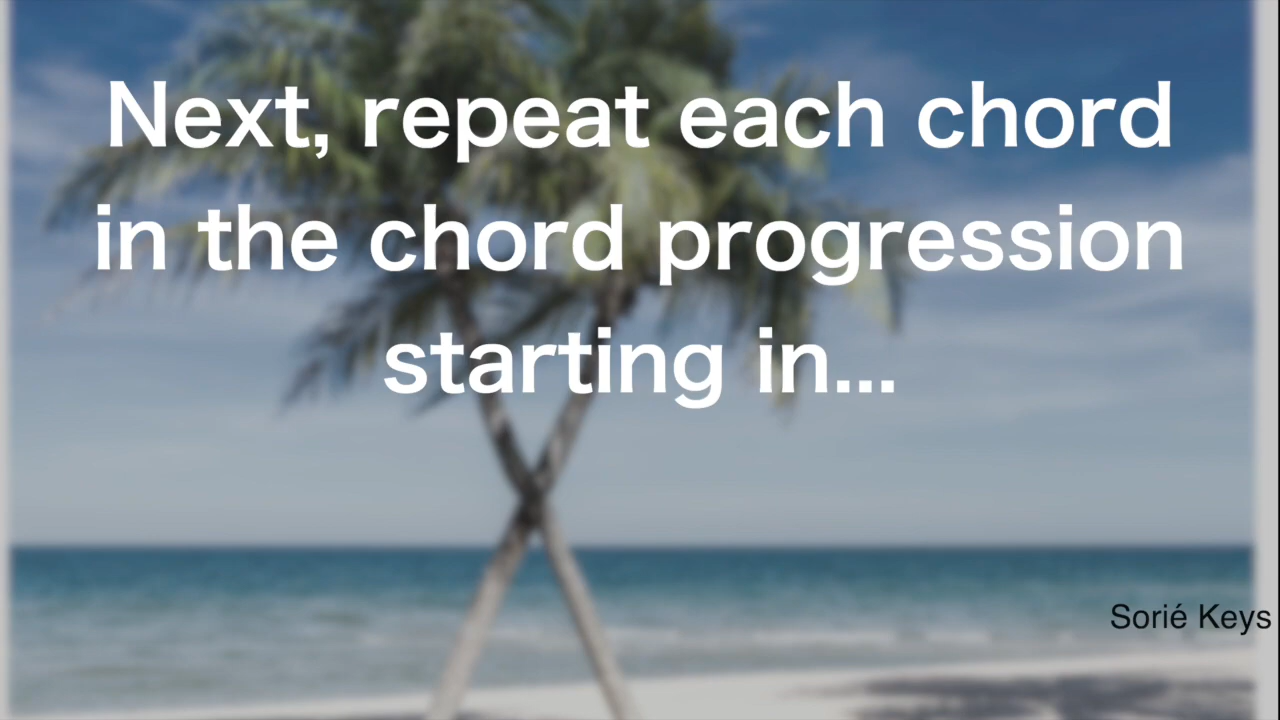 Next, repeat each chord
in the chord progression
starting in...
Sorié Keys